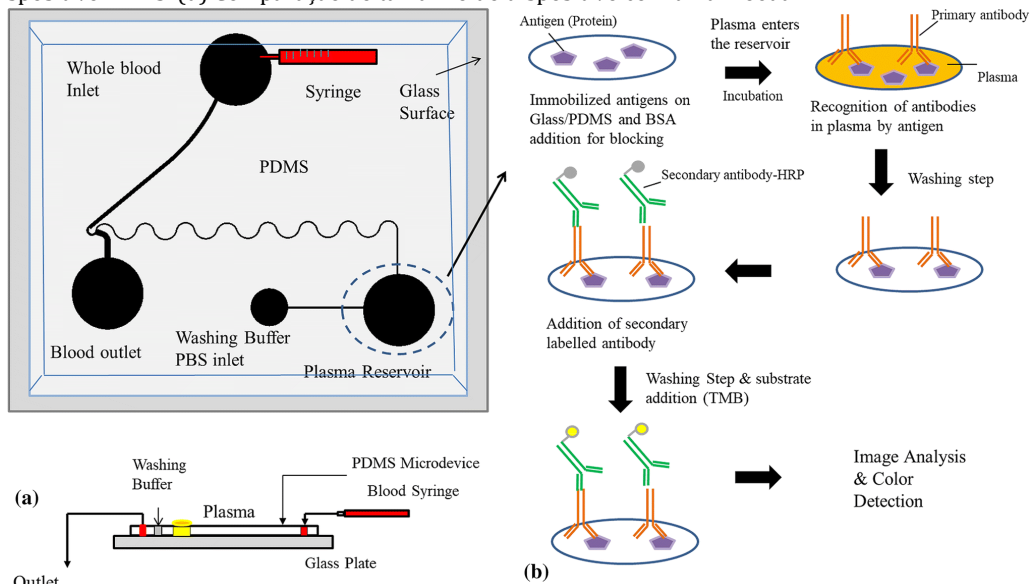 Whole blood
Inlet
Syringe
Glass
Surface
PDMS
Blood outlet
Washing Buffer
PBS inlet
Plasma Reservoir
(a)
Washing
Buffer
Plasma
PDMS Microdevice
Blood Syringe
Glass Plate
Outlet
Antigen (Protein)
Immobilized antigens on
Glass/PDMS and BSA
addition for blocking
Plasma enters
the reservoir
Incubation
Primary antibody
Plasma
Recognition of antibodies
in plasma by antigen
Washing step
Secondary antibody-HRP
Addition of secondary
labelled antibody
Washing Step & substrate
addition (TMB)
Image Analysis
& Color
Detection
(b)